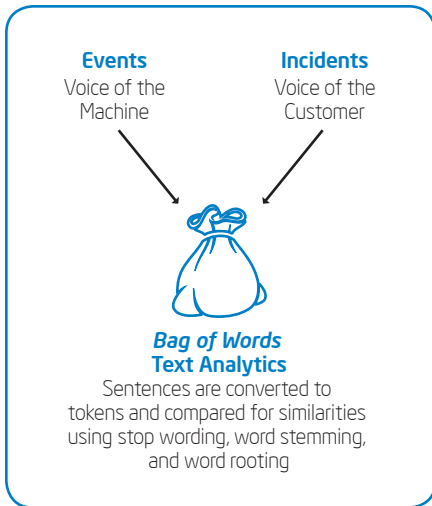 Events
Voice of the
Machine
Incidents
Voice of the
Customer
Bag of Words
Text Analytics
Sentences are converted to
tokens and compared for similarities
using stop wording, word stemming,
and word rooting